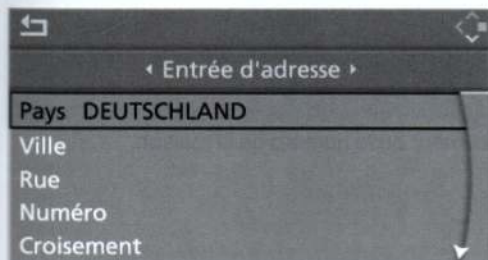 Entrée d'adresse
Pays DEUTSCHLAND
Ville
Rue
Numéro
Croisement